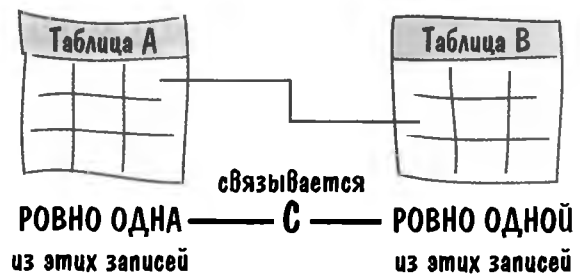 Таблица A
Таблица B
связывается
РОВНО ОДНА С РОВНО ОДНОЙ
из этих записей
из этих записей